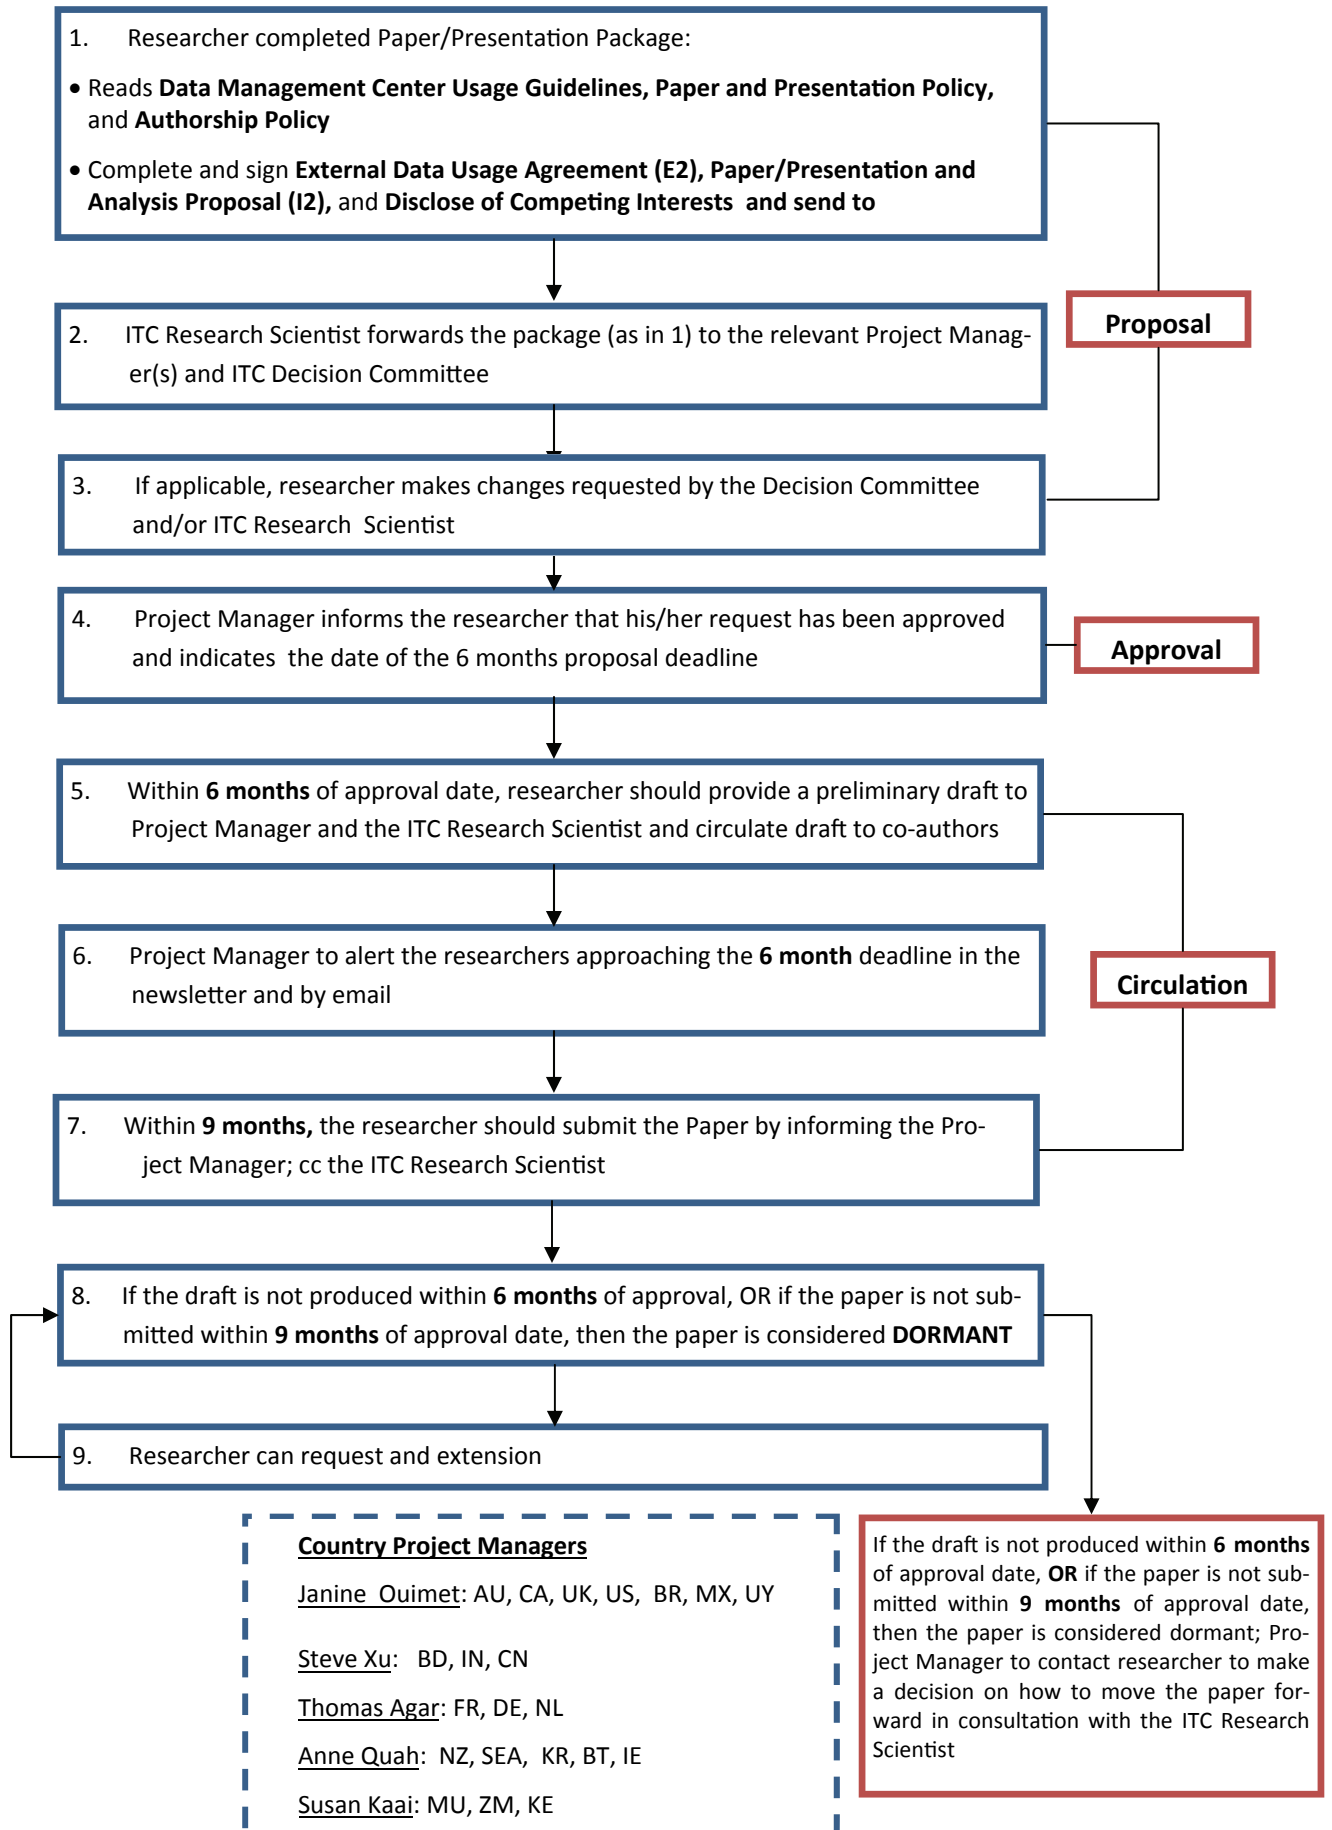 1. Researcher completed Paper/Presentation Package:
• Reads Data Management Center Usage Guidelines, Paper and Presentation Policy,
and Authorship Policy
• Complete and sign External Data Usage Agreement (E2), Paper/Presentation and
Analysis Proposal (I2), and Disclose of Competing Interests and send to
Proposal
2. ITC Research Scientist forwards the package (as in 1) to the relevant Project Manag-
er(s) and ITC Decision Committee
3. If applicable, researcher makes changes requested by the Decision Committee
and/or ITC Research Scientist
4. Project Manager informs the researcher that his/her request has been approved
and indicates the date of the 6 months proposal deadline
Approval
5. Within 6 months of approval date, researcher should provide a preliminary draft to
Project Manager and the ITC Research Scientist and circulate draft to co-authors
6. Project Manager to alert the researchers approaching the 6 month deadline in the
newsletter and by email
Circulation
7. Within 9 months, the researcher should submit the Paper by informing the Pro-
ject Manager; cc the ITC Research Scientist
8. If the draft is not produced within 6 months of approval, OR if the paper is not sub-
mitted within 9 months of approval date, then the paper is considered DORMANT
9. Researcher can request and extension
Country Project Managers
Janine Ouimet: AU, CA, UK, US, BR, MX, UY
Steve Xu: BD, IN, CN
Thomas Agar: FR, DE, NL
Anne Quah: NZ, SEA, KR, BT, IE
Susan Kaai: MU, ZM, KE
If the draft is not produced within 6 months
of approval date, OR if the paper is not sub-
mitted within 9 months of approval date,
then the paper is considered dormant; Pro-
ject Manager to contact researcher to make
a decision on how to move the paper for-
ward in consultation with the ITC Research
Scientist